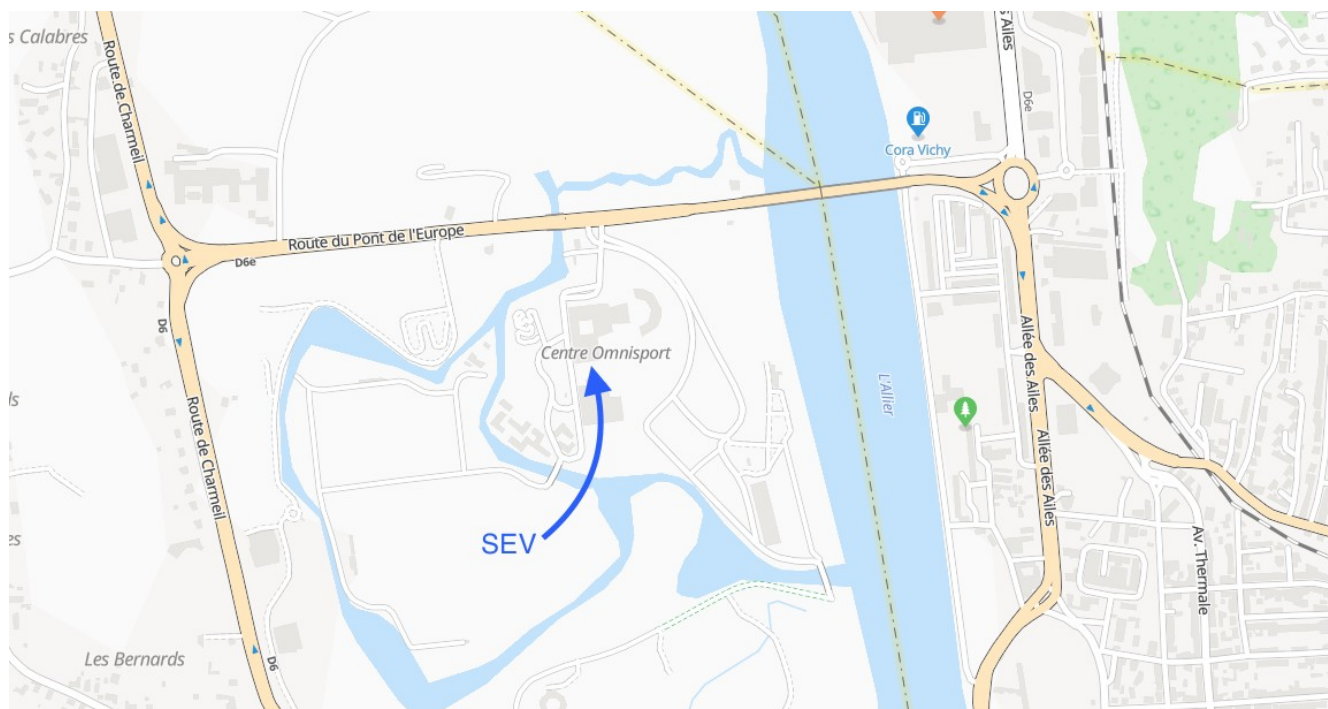 s Calabres
Route de Charmeil
s Ailes
D6e
Cora Vichy
Route du Pont de l'Europe
D6e
D6
Centre Omnisport
Allée des Ailes
L'Allier
ls
Route de Charmeil
Allée des Ailes
SEV
es
Av. Thermale
Les Bernards
D6